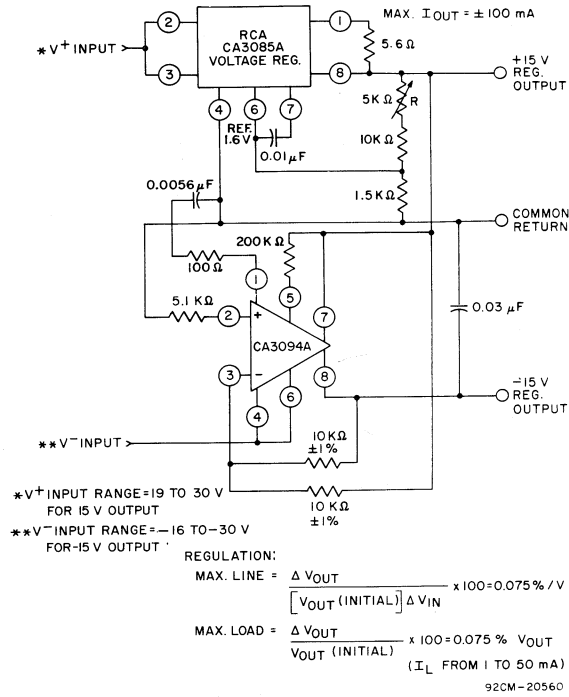 MAX. IOUT = ± 100 mA
RCA
CA3085A
VOLTAGE REG.
1
2
3
8
4
6
7
*V+ INPUT
5.6 Ω
+15 V
REG.
OUTPUT
5K Ω
R
REF.
1.6 V
0.01 μF
10K Ω
0.0056 μF
1.5K Ω
COMMON
RETURN
200K Ω
100 Ω
1
5
7
5.1 KΩ
2
+
CA3094A
0.03 μF
3
−
8
4
6
−15 V
REG.
OUTPUT
**V− INPUT
10 KΩ
±1%
10 KΩ
±1%
*V+ INPUT RANGE=19 TO 30 V
FOR 15 V OUTPUT
**V− INPUT RANGE=−16 TO−30 V
FOR-15 V OUTPUT
REGULATION:
MAX. LINE = Δ VOUT / [VOUT (INITIAL)] Δ VIN x 100=0.075%/V
MAX. LOAD = Δ VOUT / VOUT (INITIAL) x 100=0.075 % VOUT
(IL FROM 1 TO 50 mA)
92CM-20560